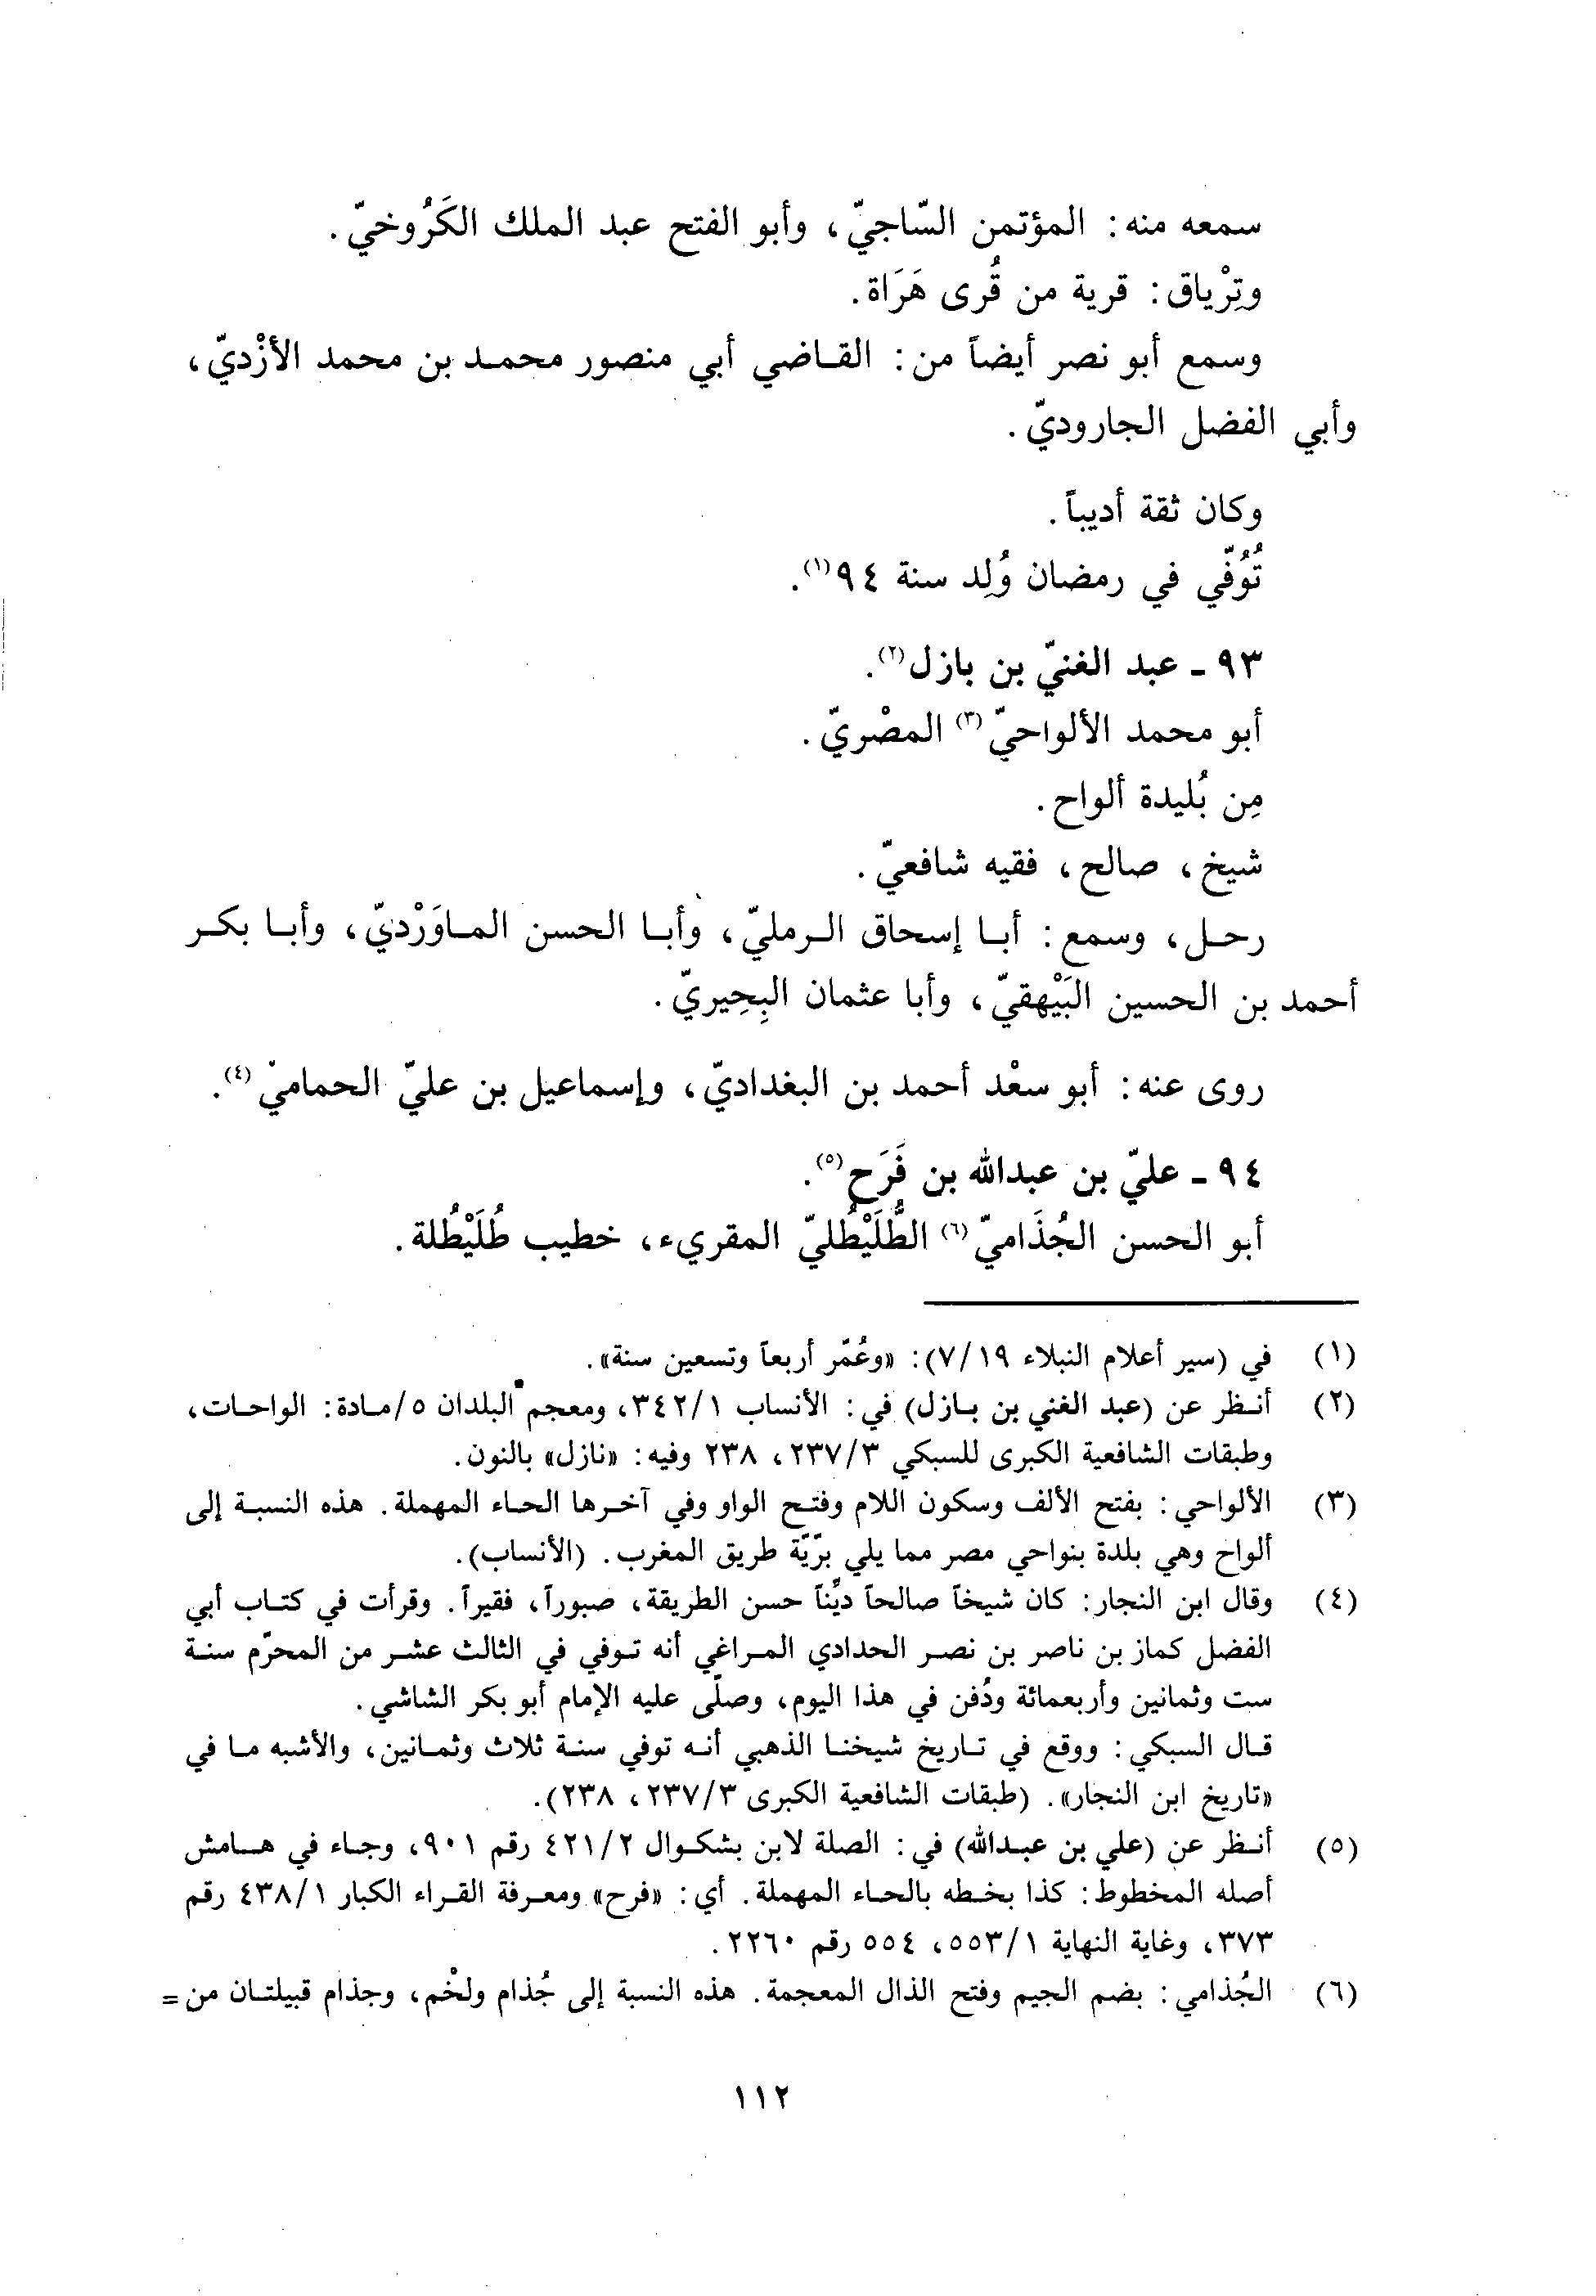 سمعه منه: المؤتمن السّاجيّ، وأبو الفتح عبد الملك الكَرُوخيّ.
وتِرْياق: قرية من قُرى هَرَاة.
وسمع أبو نصر أيضاً من: القاضي أبي منصور محمد بن محمد الأزْديّ،
وأبي الفضل الجاروديّ.
وكان ثقة أديباً.
تُوُفّي في رمضان وُلِد سنة ٩٤(١).
٩٣ - عبد الغنيّ بن بازل(٢).
أبو محمد الألواحيّ(٣) المصْريّ.
مِن بُليدة ألواح.
شيخ، صالح، فقيه شافعيّ.
رحل، وسمع: أبا إسحاق الرمليّ، وأبا الحسن الماوَرْديّ، وأبا بكر
أحمد بن الحسين البَيْهقيّ، وأبا عثمان البِحِيريّ.
روى عنه: أبو سعْد أحمد بن البغداديّ، وإسماعيل بن عليّ الحماميّ(٤).
٩٤ - عليّ بن عبدالله بن فَرَح(٥).
أبو الحسن الجُذَاميّ(٦) الطُّلَيْطُليّ المقريء، خطيب طُلَيْطُلة.
(١) في (سير أعلام النبلاء ٧/١٩): «وعُمّر أربعاً وتسعين سنة».
(٢) أنظر عن (عبد الغني بن بازل) في: الأنساب ٣٤٢/١، ومعجم البلدان ٥/مادة: الواحات،
وطبقات الشافعية الكبرى للسبكي ٢٣٧/٣، ٢٣٨ وفيه: «نازل» بالنون.
(٣) الألواحي: بفتح الألف وسكون اللام وفتح الواو وفي آخرها الحاء المهملة. هذه النسبة إلى
ألواح وهي بلدة بنواحي مصر مما يلي برّيّة طريق المغرب. (الأنساب).
(٤) وقال ابن النجار: كان شيخاً صالحاً ديِّناً حسن الطريقة، صبوراً، فقيراً. وقرأت في كتاب أبي
الفضل كماز بن ناصر بن نصر الحدادي المراغي أنه توفي في الثالث عشر من المحرّم سنة
ست وثمانين وأربعمائة ودُفن في هذا اليوم، وصلّى عليه الإمام أبو بكر الشاشي.
قال السبكي: ووقع في تاريخ شيخنا الذهبي أنه توفي سنة ثلاث وثمانين، والأشبه ما في
«تاريخ ابن النجار». (طبقات الشافعية الكبرى ٢٣٧/٣، ٢٣٨).
(٥) أنظر عن (علي بن عبدالله) في: الصلة لابن بشكوال ٤٢١/٢ رقم ٩٠١، وجاء في هامش
أصله المخطوط: كذا بخطه بالحاء المهملة. أي: «فرح» ومعرفة القراء الكبار ٤٣٨/١ رقم
٣٧٣، وغاية النهاية ٥٥٣/١، ٥٥٤ رقم ٢٢٦٠.
(٦) الجُذامي: بضم الجيم وفتح الذال المعجمة. هذه النسبة إلى جُذام ولخْم، وجذام قبيلتان من =
١١٢